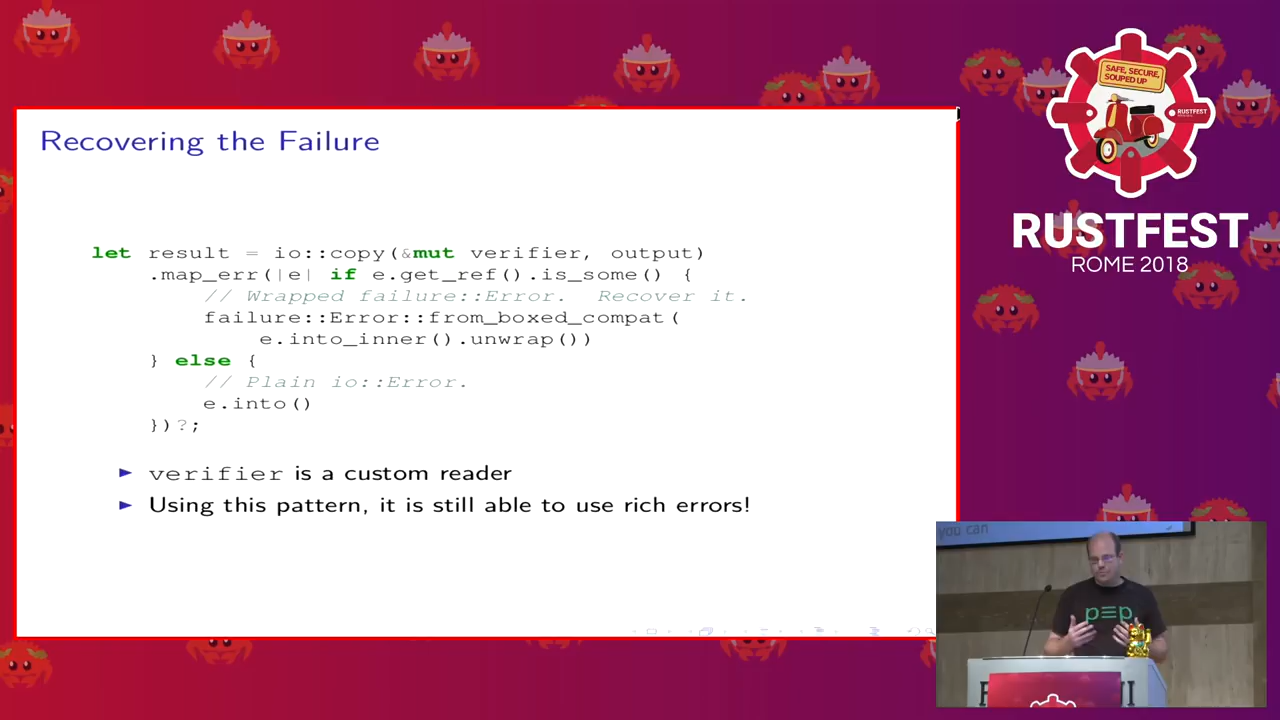 Recovering the Failure
let result = io::copy(&mut verifier, output)
.map_err(|e| if e.get_ref().is_some() {
// Wrapped failure::Error. Recover it.
failure::Error::from_boxed_compat(
e.into_inner().unwrap())
} else {
// Plain io::Error.
e.into()
})?;
verifier is a custom reader
Using this pattern, it is still able to use rich errors!
SAFE, SECURE,
SOUPED UP
RUSTFEST
RUSTFEST
ROME 2018
you can
p≡p